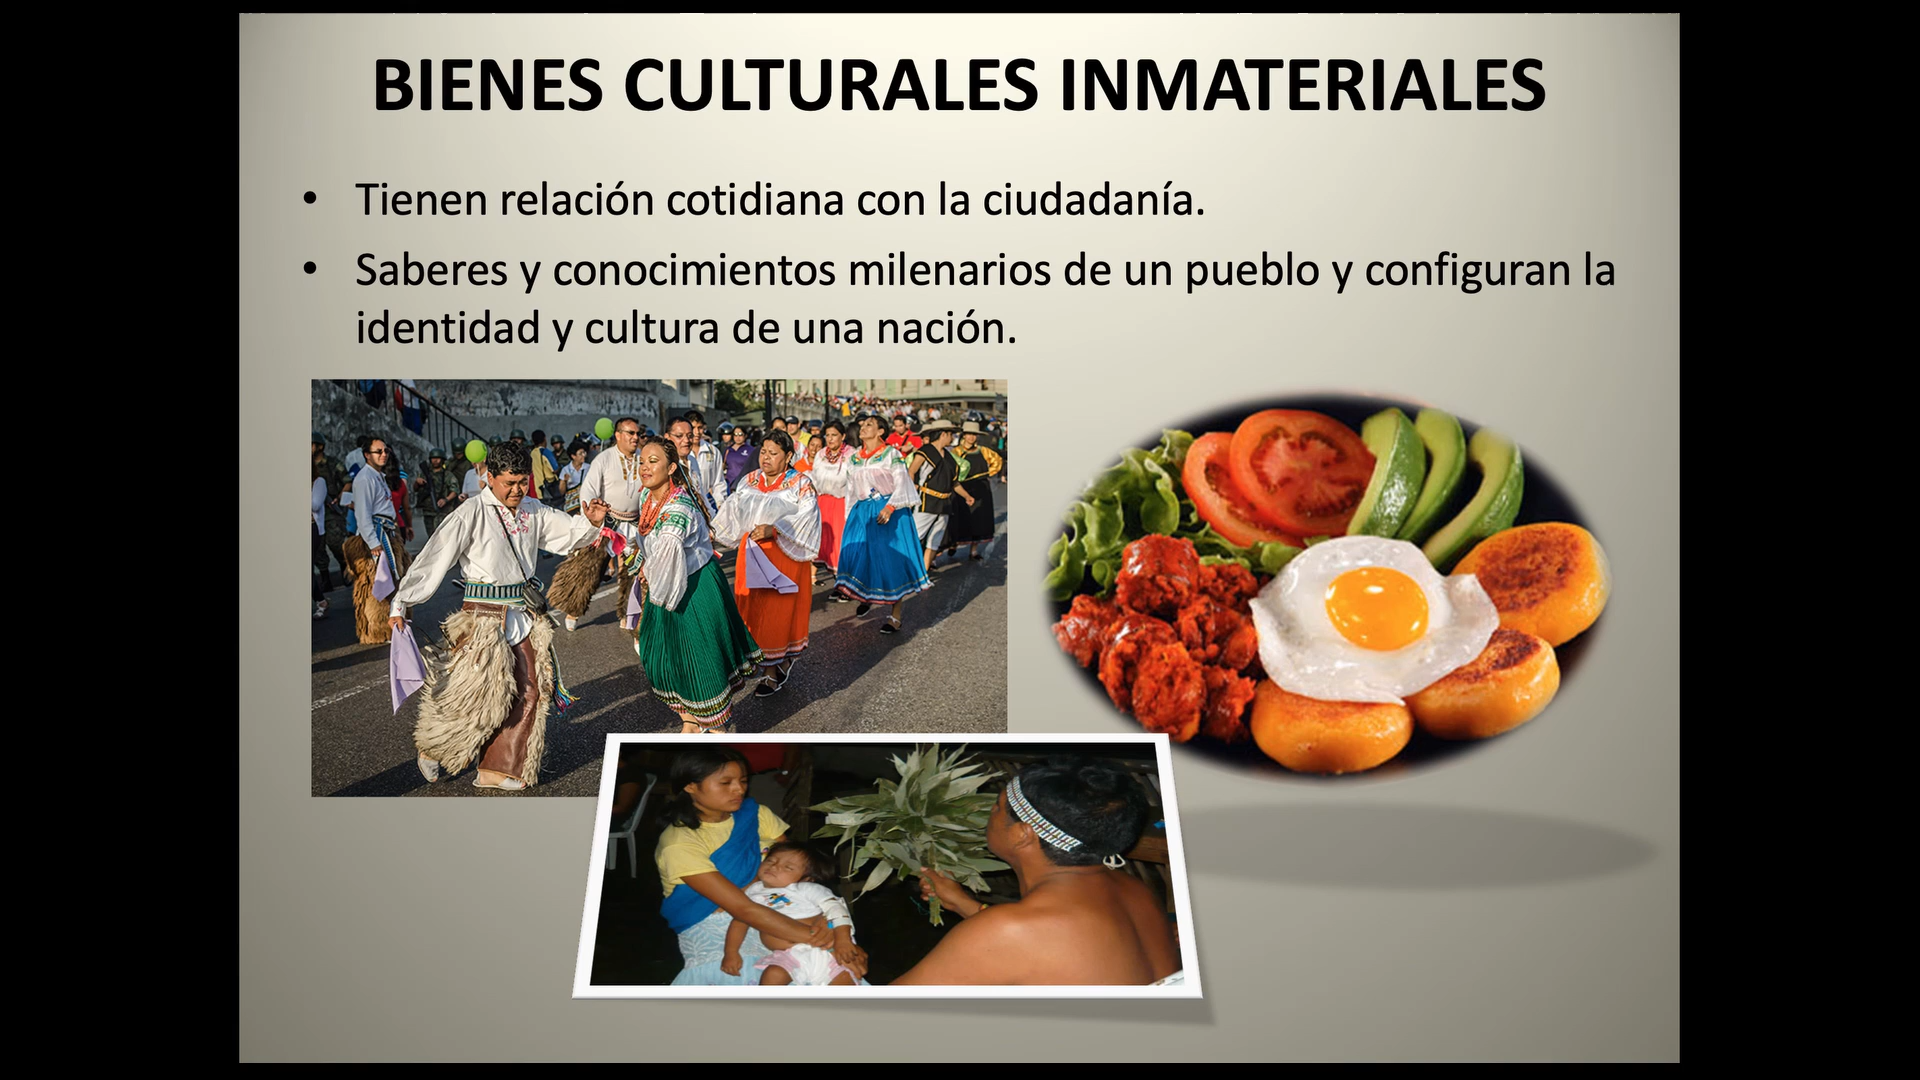 BIENES CULTURALES INMATERIALES
• Tienen relación cotidiana con la ciudadanía.
• Saberes y conocimientos milenarios de un pueblo y configuran la
identidad y cultura de una nación.